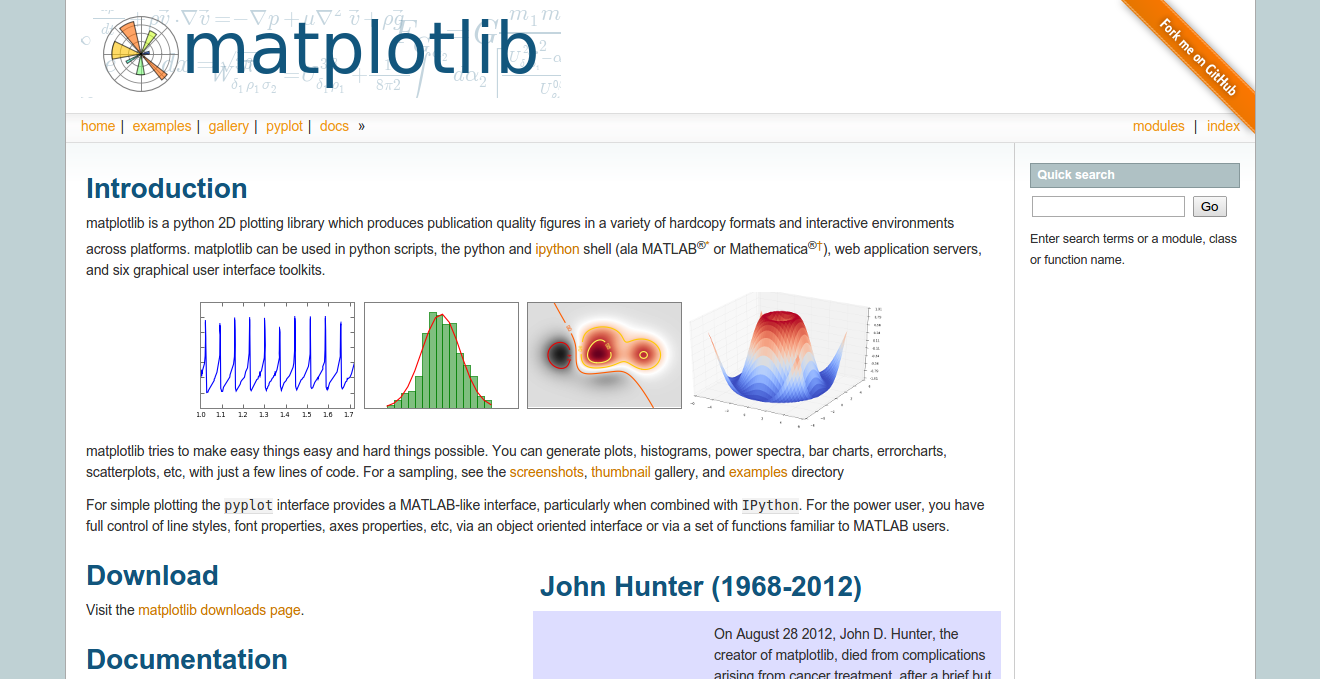 matplotlib
Fork me on GitHub
home | examples | gallery | pyplot | docs »
modules | index
Introduction
matplotlib is a python 2D plotting library which produces publication quality figures in a variety of hardcopy formats and interactive environments
across platforms. matplotlib can be used in python scripts, the python and ipython shell (ala MATLAB®* or Mathematica®†), web application servers,
and six graphical user interface toolkits.
1.0 1.1 1.2 1.3 1.4 1.5 1.6 1.7
matplotlib tries to make easy things easy and hard things possible. You can generate plots, histograms, power spectra, bar charts, errorcharts,
scatterplots, etc, with just a few lines of code. For a sampling, see the screenshots, thumbnail gallery, and examples directory
For simple plotting the pyplot interface provides a MATLAB-like interface, particularly when combined with IPython. For the power user, you have
full control of line styles, font properties, axes properties, etc, via an object oriented interface or via a set of functions familiar to MATLAB users.
Download
Visit the matplotlib downloads page.
Documentation
John Hunter (1968-2012)
On August 28 2012, John D. Hunter, the
creator of matplotlib, died from complications
arising from cancer treatment, after a brief but
Quick search
Go
Enter search terms or a module, class
or function name.